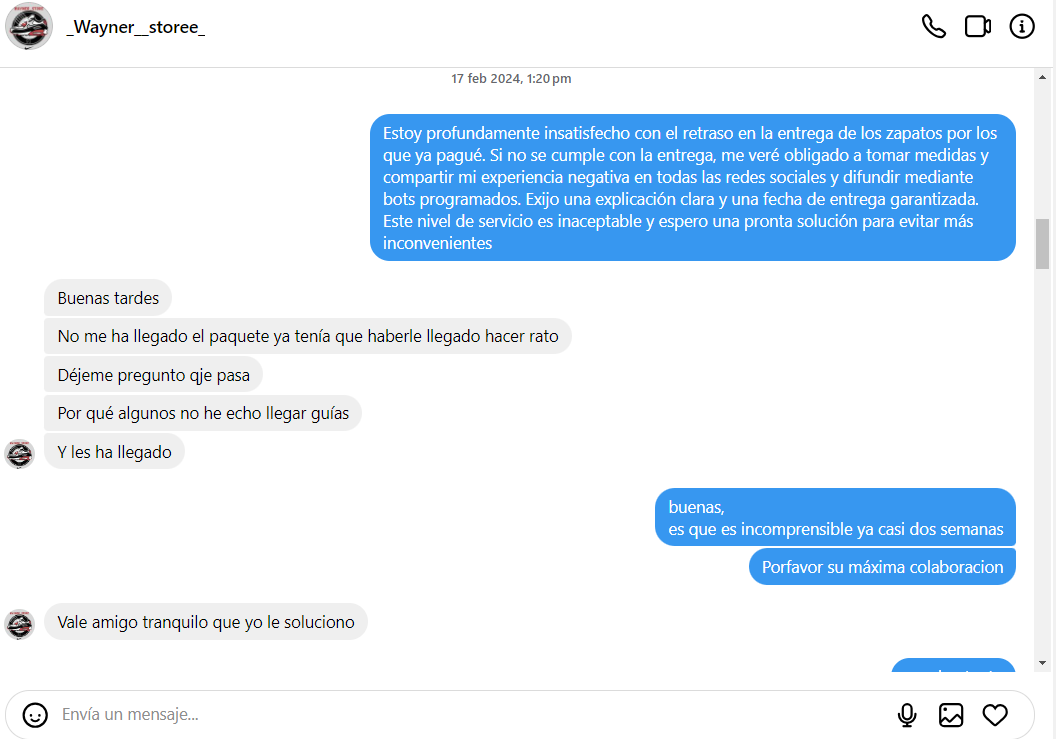 _Wayner__storee_
17 feb 2024, 1:20 pm
Estoy profundamente insatisfecho con el retraso en la entrega de los zapatos por los
que ya pagué. Si no se cumple con la entrega, me veré obligado a tomar medidas y
compartir mi experiencia negativa en todas las redes sociales y difundir mediante
bots programados. Exijo una explicación clara y una fecha de entrega garantizada.
Este nivel de servicio es inaceptable y espero una pronta solución para evitar más
inconvenientes
Buenas tardes
No me ha llegado el paquete ya tenía que haberle llegado hacer rato
Déjeme pregunto qje pasa
Por qué algunos no he echo llegar guías
Y les ha llegado
buenas,
es que es incomprensible ya casi dos semanas
Porfavor su máxima colaboracion
Vale amigo tranquilo que yo le soluciono
Envía un mensaje...